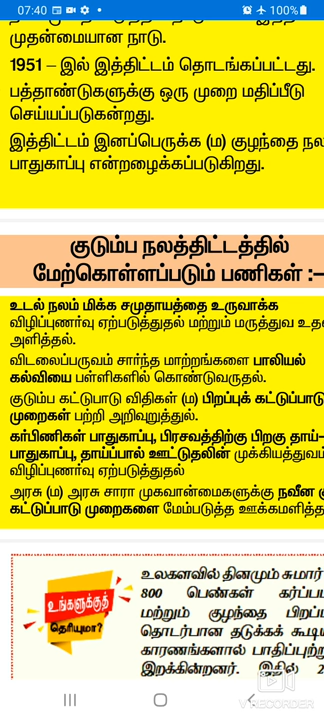 07:40
100%
முதன்மையான நாடு.
1951 – இல் இத்திட்டம் தொடங்கப்பட்டது.
பத்தாண்டுகளுக்கு ஒரு முறை மதிப்பீடு
செய்யப்படுகன்றது.
இத்திட்டம் இனப்பெருக்க (ம) குழந்தை நல
பாதுகாப்பு என்றழைக்கப்படுகிறது.
குடும்ப நலத்திட்டத்தில்
மேற்கொள்ளப்படும் பணிகள் :–
உடல் நலம் மிக்க சமுதாயத்தை உருவாக்க
விழிப்புணர்வு ஏற்படுத்துதல் மற்றும் மருத்துவ உத
அளித்தல்.
விடலைப்பருவம் சார்ந்த மாற்றங்களை பாலியல்
கல்வியை பள்ளிகளில் கொண்டுவருதல்.
குடும்ப கட்டுபாடு விதிகள் (ம) பிறப்புக் கட்டுப்பாடு
முறைகள் பற்றி அறிவுறுத்துல்.
கர்பிணிகள் பாதுகாப்பு, பிரசவத்திற்கு பிறகு தாய்–
பாதுகாப்பு, தாய்ப்பால் ஊட்டுதலின் முக்கியத்துவம்
விழிப்புணர்வு ஏற்படுத்துதல்
அரசு (ம) அரசு சாரா முகவான்மைகளுக்கு நவீன
கட்டுப்பாடு முறைகளை மேம்படுத்த ஊக்கமளித்த
உங்களுக்குத்
தெரியுமா?
உலகளவில் தினமும் சுமார்
800 பெண்கள் கர்ப்ப
மற்றும் குழந்தை பிறப்
தொடர்பான தடுக்கக் கூடிய
காரணங்களால் பாதிப்புற்று
இறக்கின்றனர். இதில் 2
V RECORDER